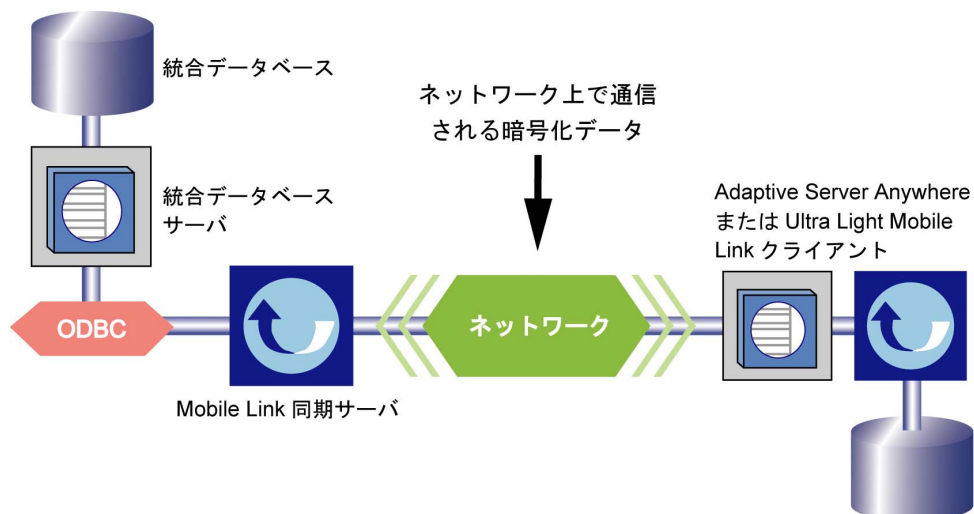 統合データベース
ネットワーク上で通信
される暗号化データ
統合データベース
サーバ
Adaptive Server Anywhere
または Ultra Light Mobile
Link クライアント
ODBC
ネットワーク
Mobile Link 同期サーバ